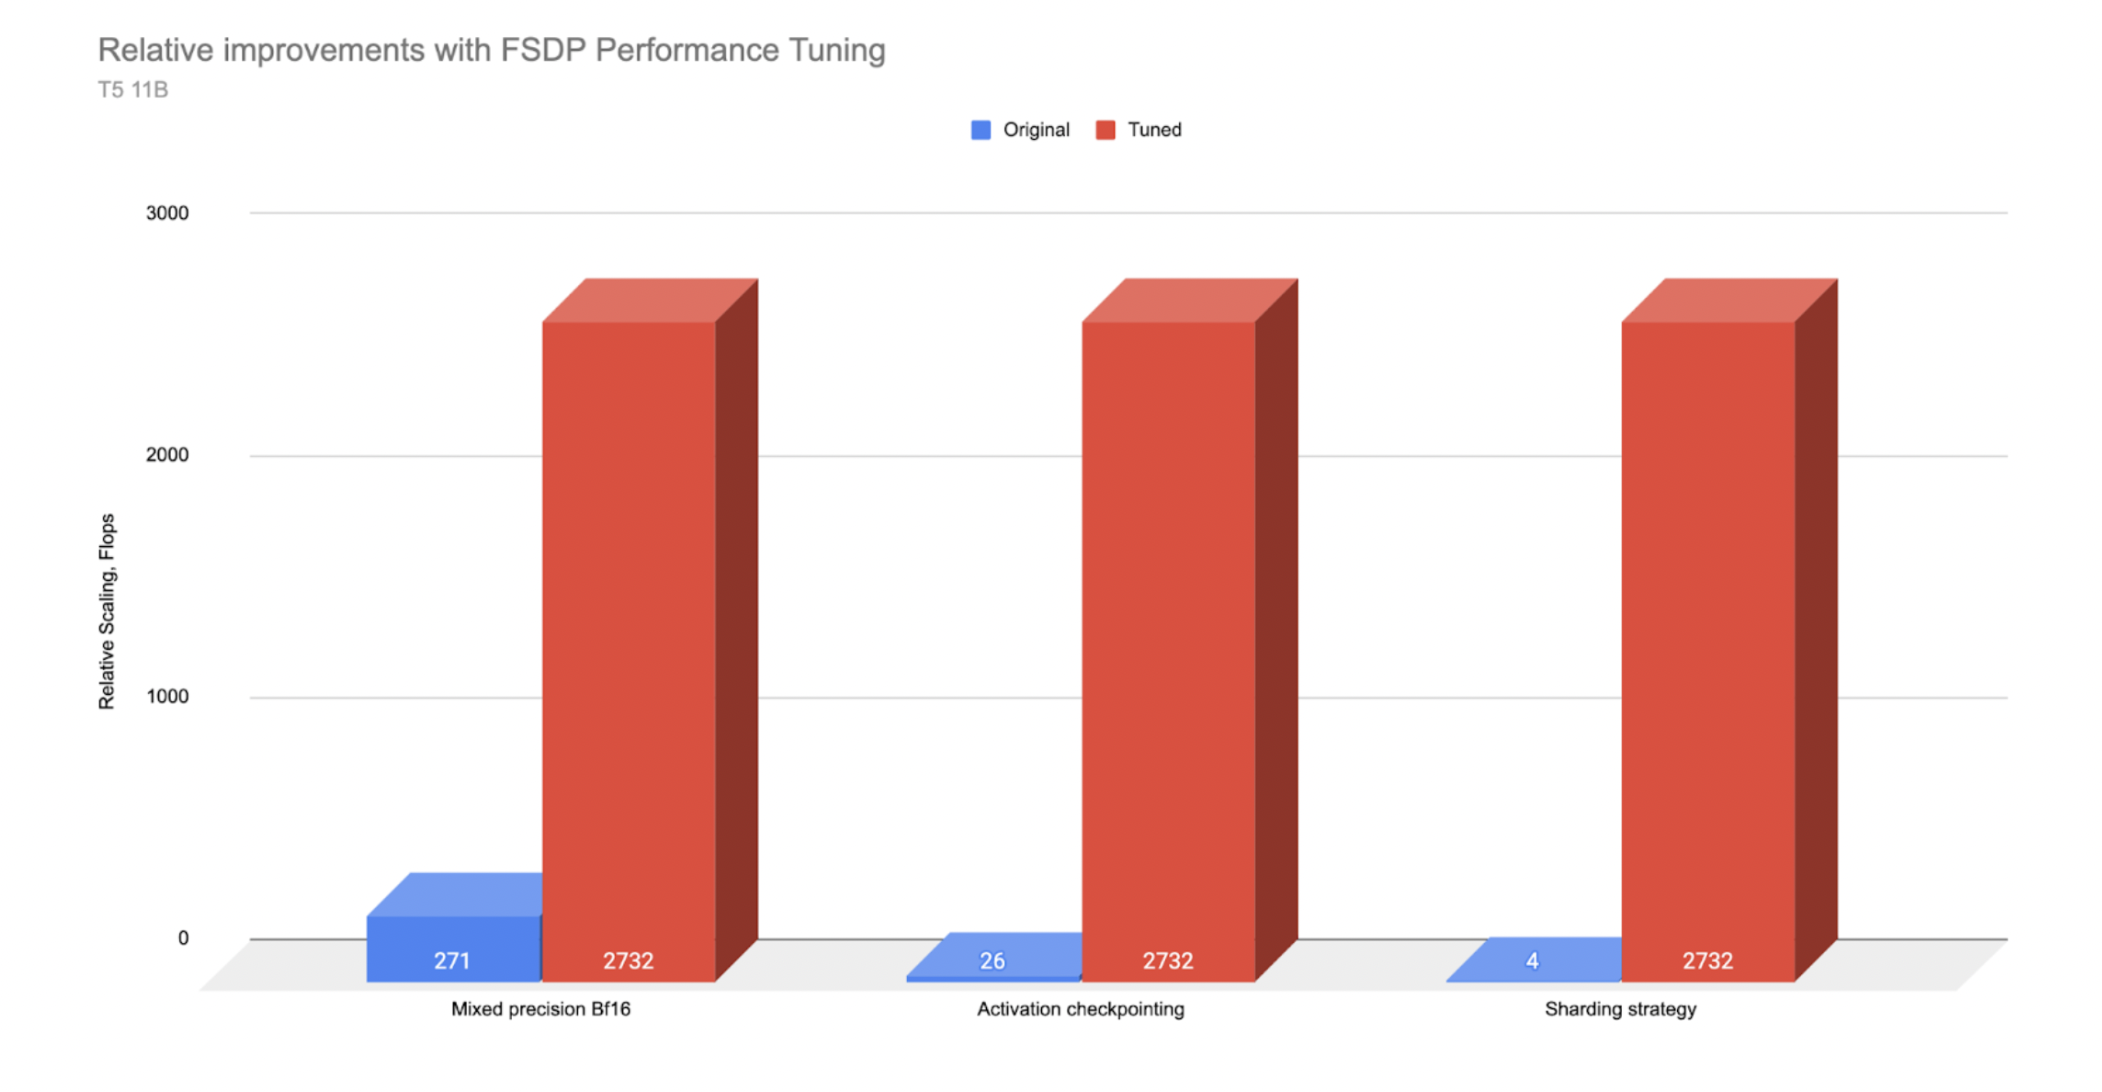 Relative improvements with FSDP Performance Tuning
T5 11B
Original Tuned
3000
2000
1000
0
Relative Scaling, Flops
271 2732 26 2732 4 2732
Mixed precision Bf16 Activation checkpointing Sharding strategy